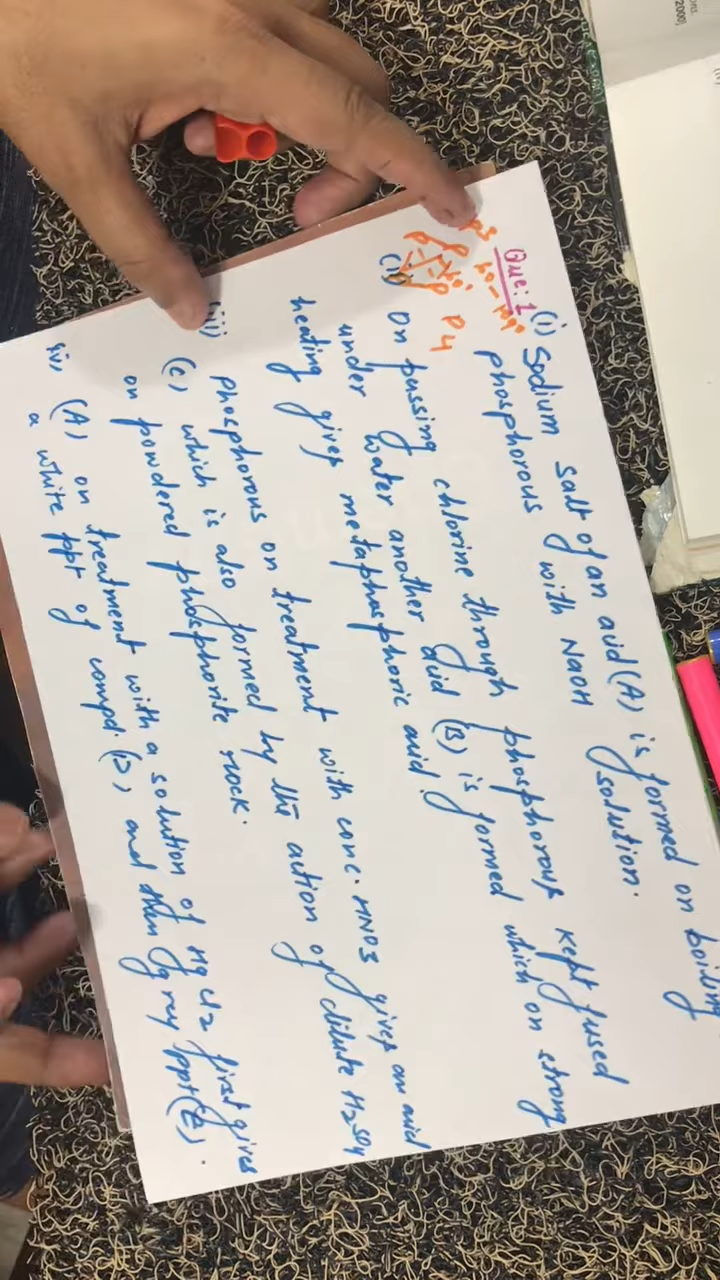 Que: 1
(i) Sodium salt of an acid (A) is formed on boiling
phosphorous with NaOH solution.
P4
(ii) On passing chlorine through phosphorus kept fused
under water another acid (B) is formed which on strong
heating gives metaphosphoric acid.
iii) phosphorous on treatment with conc. HNO3 gives an acid
(c) which is also formed by the action of dilute H2SO4
on powdered phosphorite rock.
iv, (A) on treatment with a solution of HgCl2 first gives
a white ppt of compd. (D) and then grey ppt (E).
(2000)